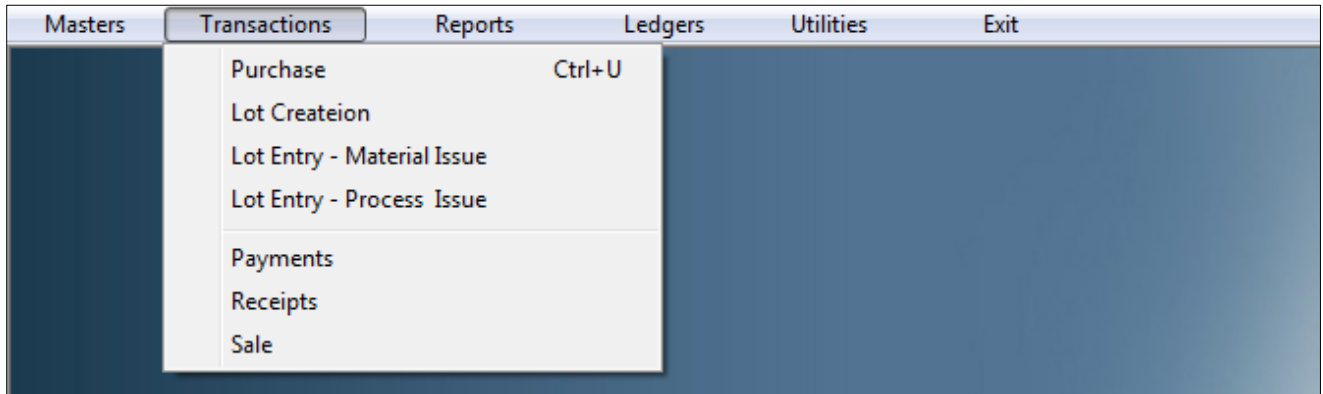 Masters Transactions Reports Ledgers Utilities Exit
Purchase Ctrl+U
Lot Createion
Lot Entry - Material Issue
Lot Entry - Process  Issue
Payments
Receipts
Sale